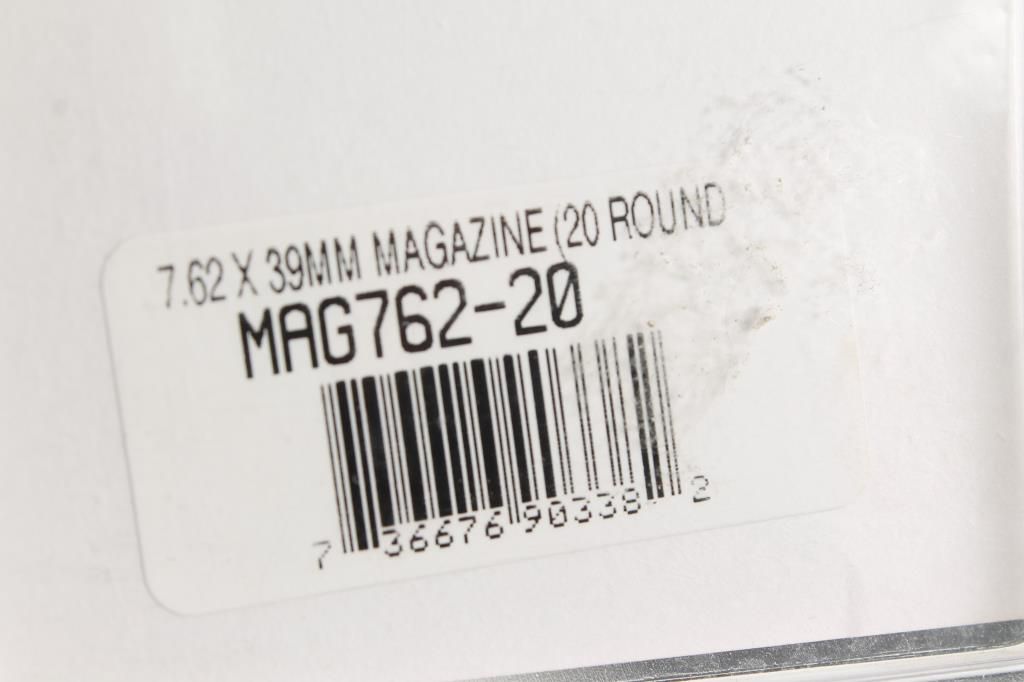 7.62 X 39MM MAGAZINE (20 ROUND
MAG762-20
7 36676 90338 2